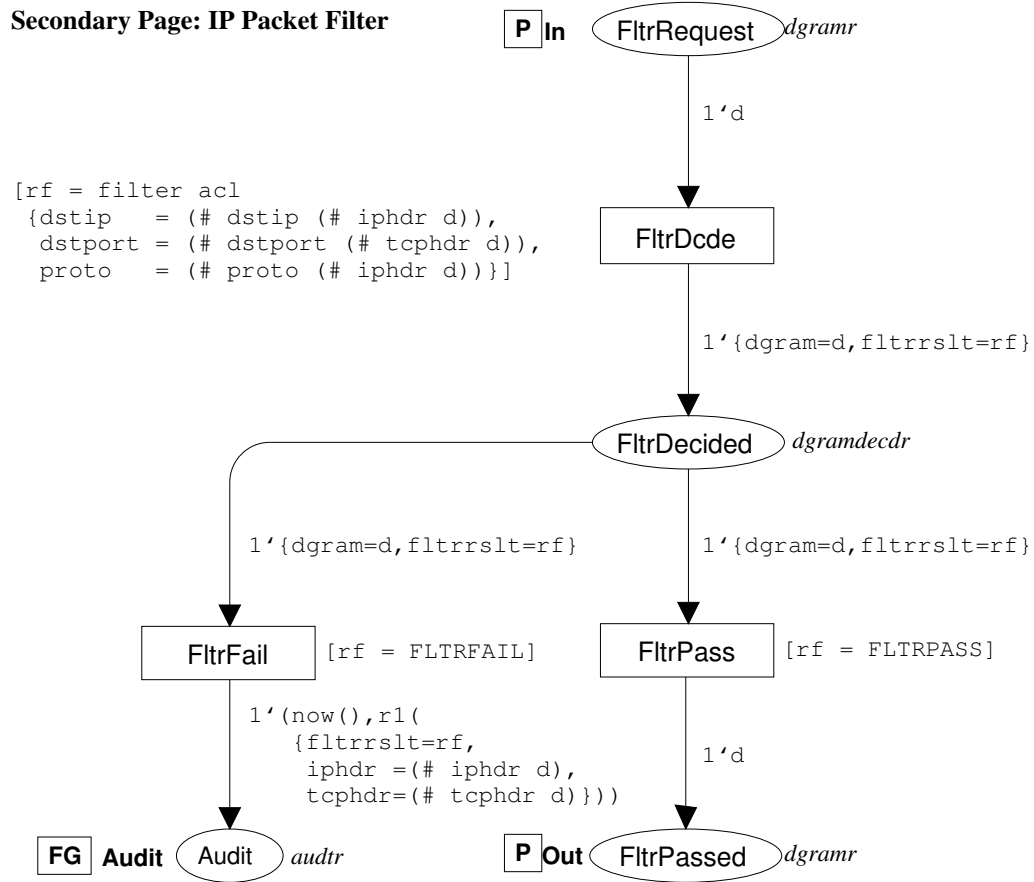 Secondary Page: IP Packet Filter
P In FltrRequest dgramr
1‘d
[rf = filter acl
{dstip = (# dstip (# iphdr d)),
dstport = (# dstport (# tcphdr d)),
proto = (# proto (# iphdr d))}]
FltrDcde
1‘{dgram=d,fltrrslt=rf}
FltrDecided dgramdecdr
1‘{dgram=d,fltrrslt=rf}
1‘{dgram=d,fltrrslt=rf}
FltrFail [rf = FLTRFAIL]
FltrPass [rf = FLTRPASS]
1‘(now(),r1(
{fltrrslt=rf,
iphdr =(# iphdr d),
tcphdr=(# tcphdr d)}))
1‘d
FG Audit Audit audtr
P Out FltrPassed dgramr